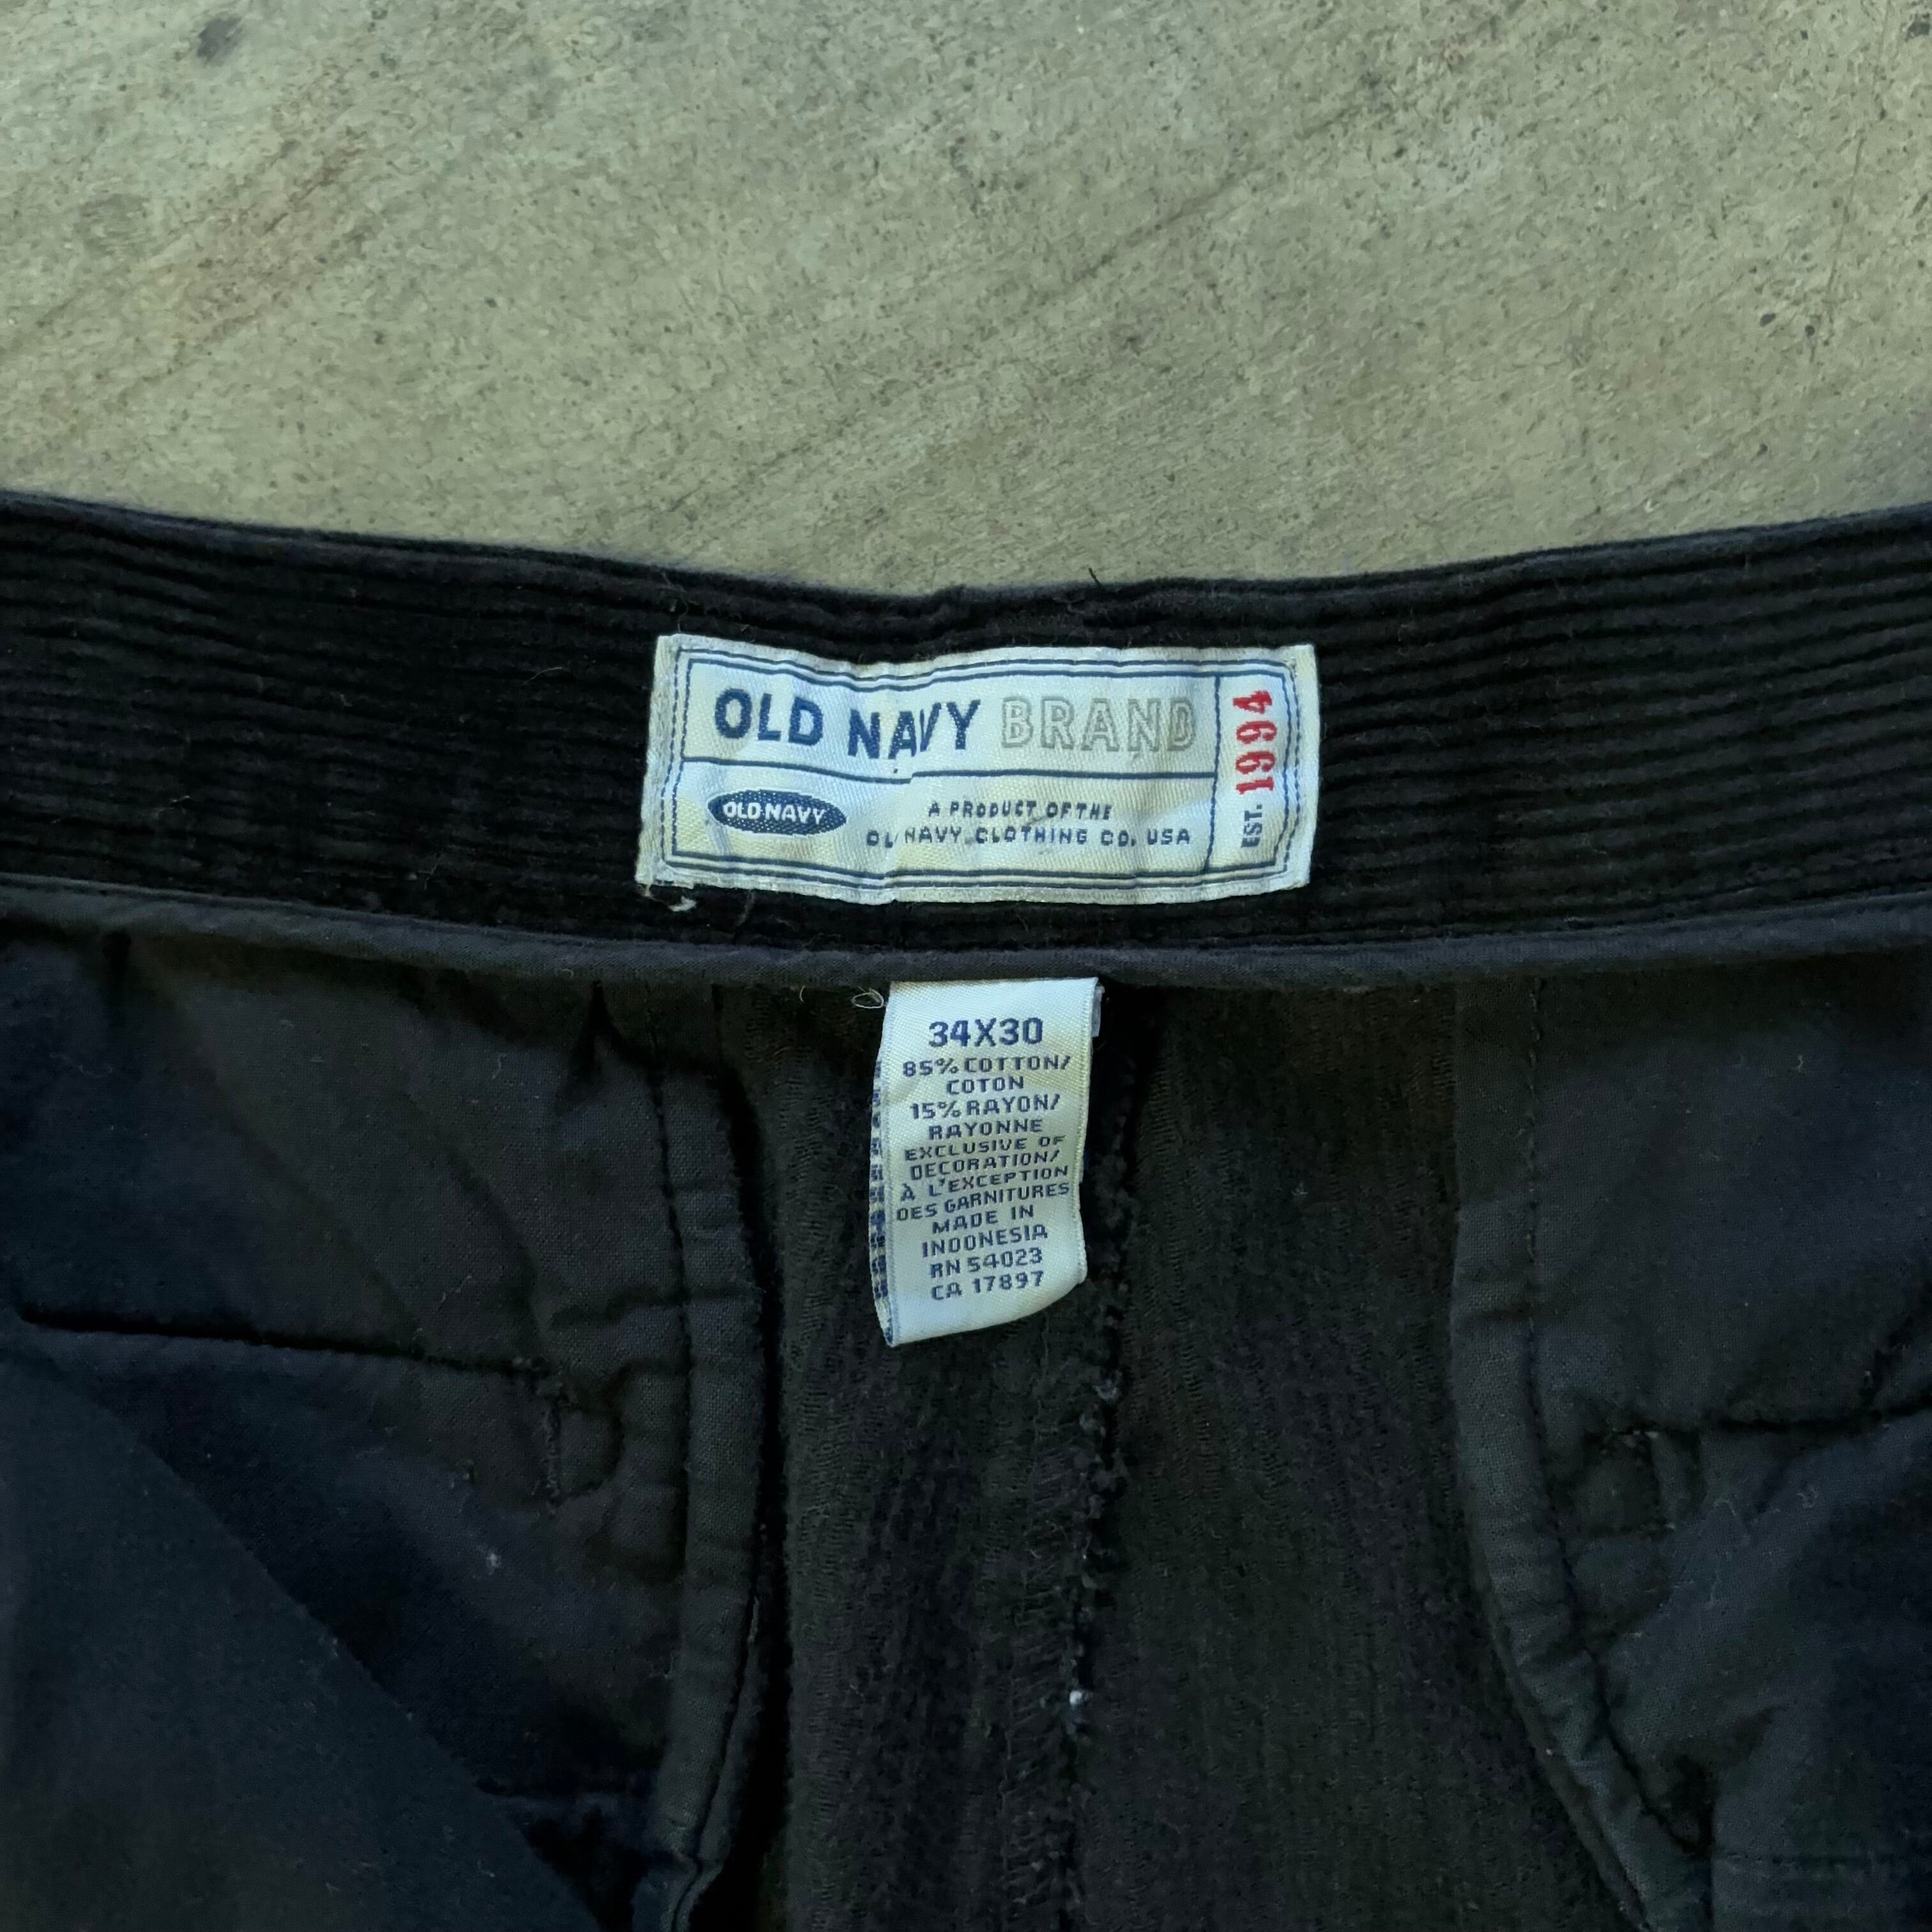 OLD NAVY BRAND
OLD NAVY
A PRODUCT OF THE
OL NAVY CLOTHING CO. USA
EST. 1994
34X30
85% COTTON/
COTON
15% RAYON/
RAYONNE
EXCLUSIVE OF
DECORATION/
À L'EXCEPTION
DES GARNITURES
MADE IN
INDONESIA
RN 54023
CA 17897